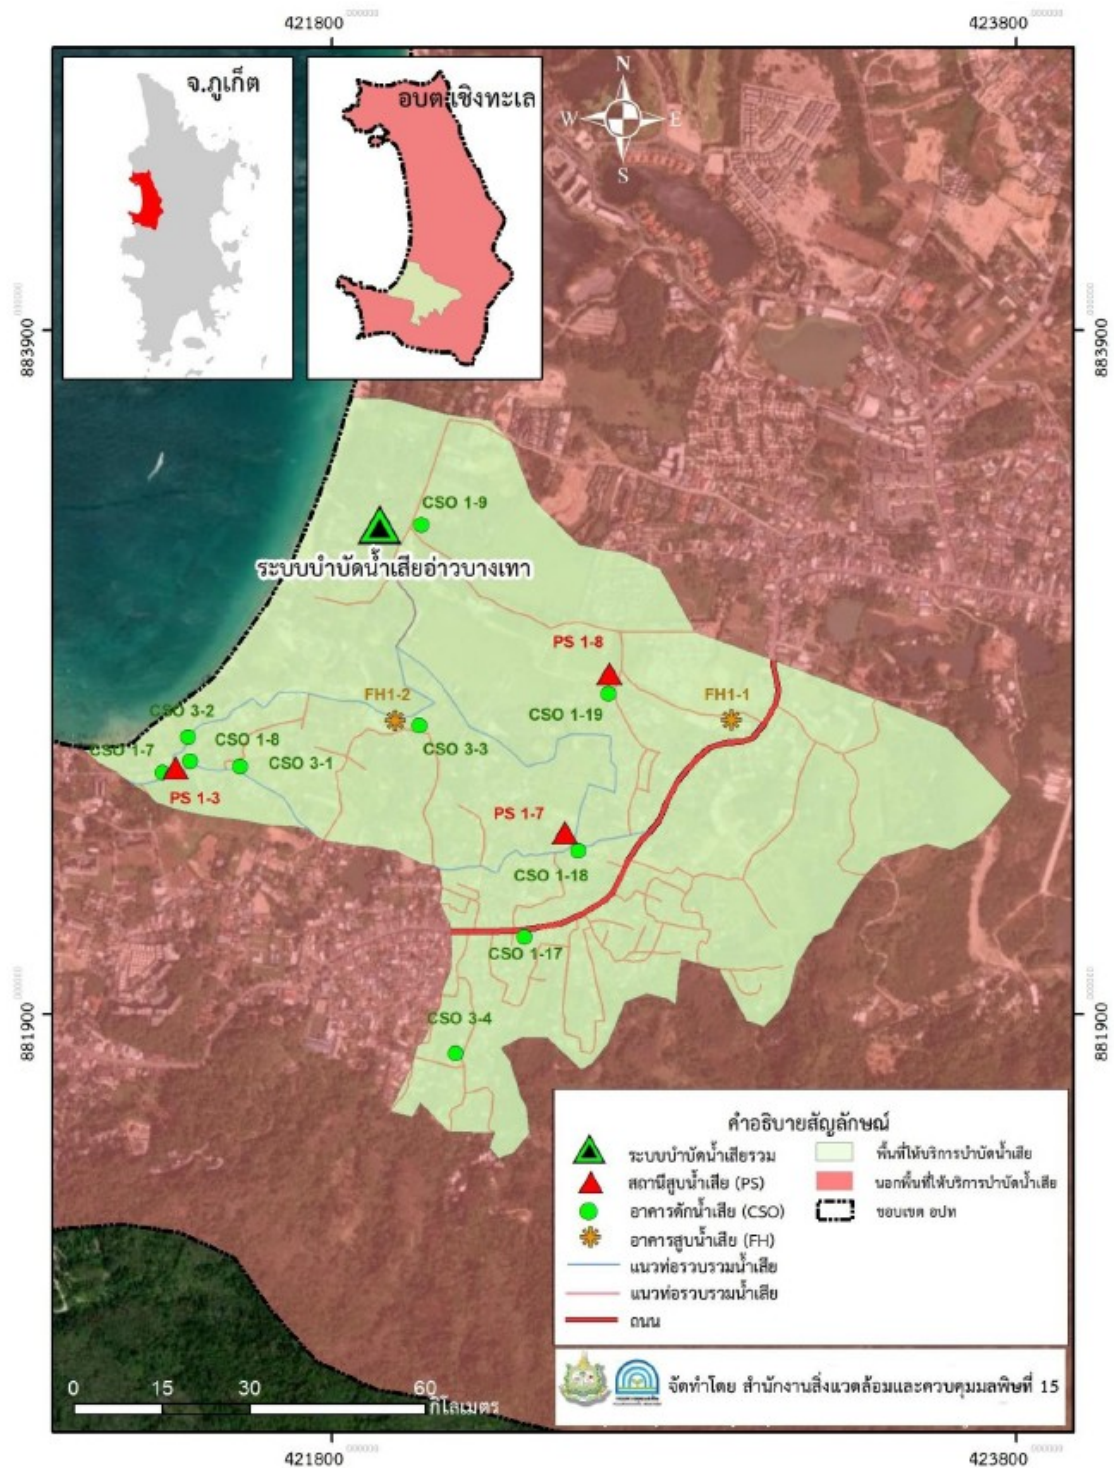 421800
423800
จ.ภูเก็ต
อบต.เชิงทะเล
N
W
E
S
883900
883900
CSO 1-9
ระบบบำบัดน้ำเสียอ่าวบางเทา
PS 1-8
FH1-2
CSO 1-19
FH1-1
CSO 3-2
CSO 1-7
CSO 1-8
CSO 3-3
CSO 3-1
PS 1-3
PS 1-7
CSO 1-18
CSO 1-17
CSO 3-4
881900
881900
คำอธิบายสัญลักษณ์
ระบบบำบัดน้ำเสียรวม
สถานีสูบน้ำเสีย (PS)
อาคารดักน้ำเสีย (CSO)
อาคารสูบน้ำเสีย (FH)
แนวท่อรวบรวมน้ำเสีย
แนวท่อรวบรวมน้ำเสีย
ถนน
พื้นที่ให้บริการบำบัดน้ำเสีย
นอกพื้นที่ให้บริการบำบัดน้ำเสีย
ขอบเขต อปท
จัดทำโดย สำนักงานสิ่งแวดล้อมและควบคุมมลพิษที่ 15
0 15 30 60
กิโลเมตร
421800
423800